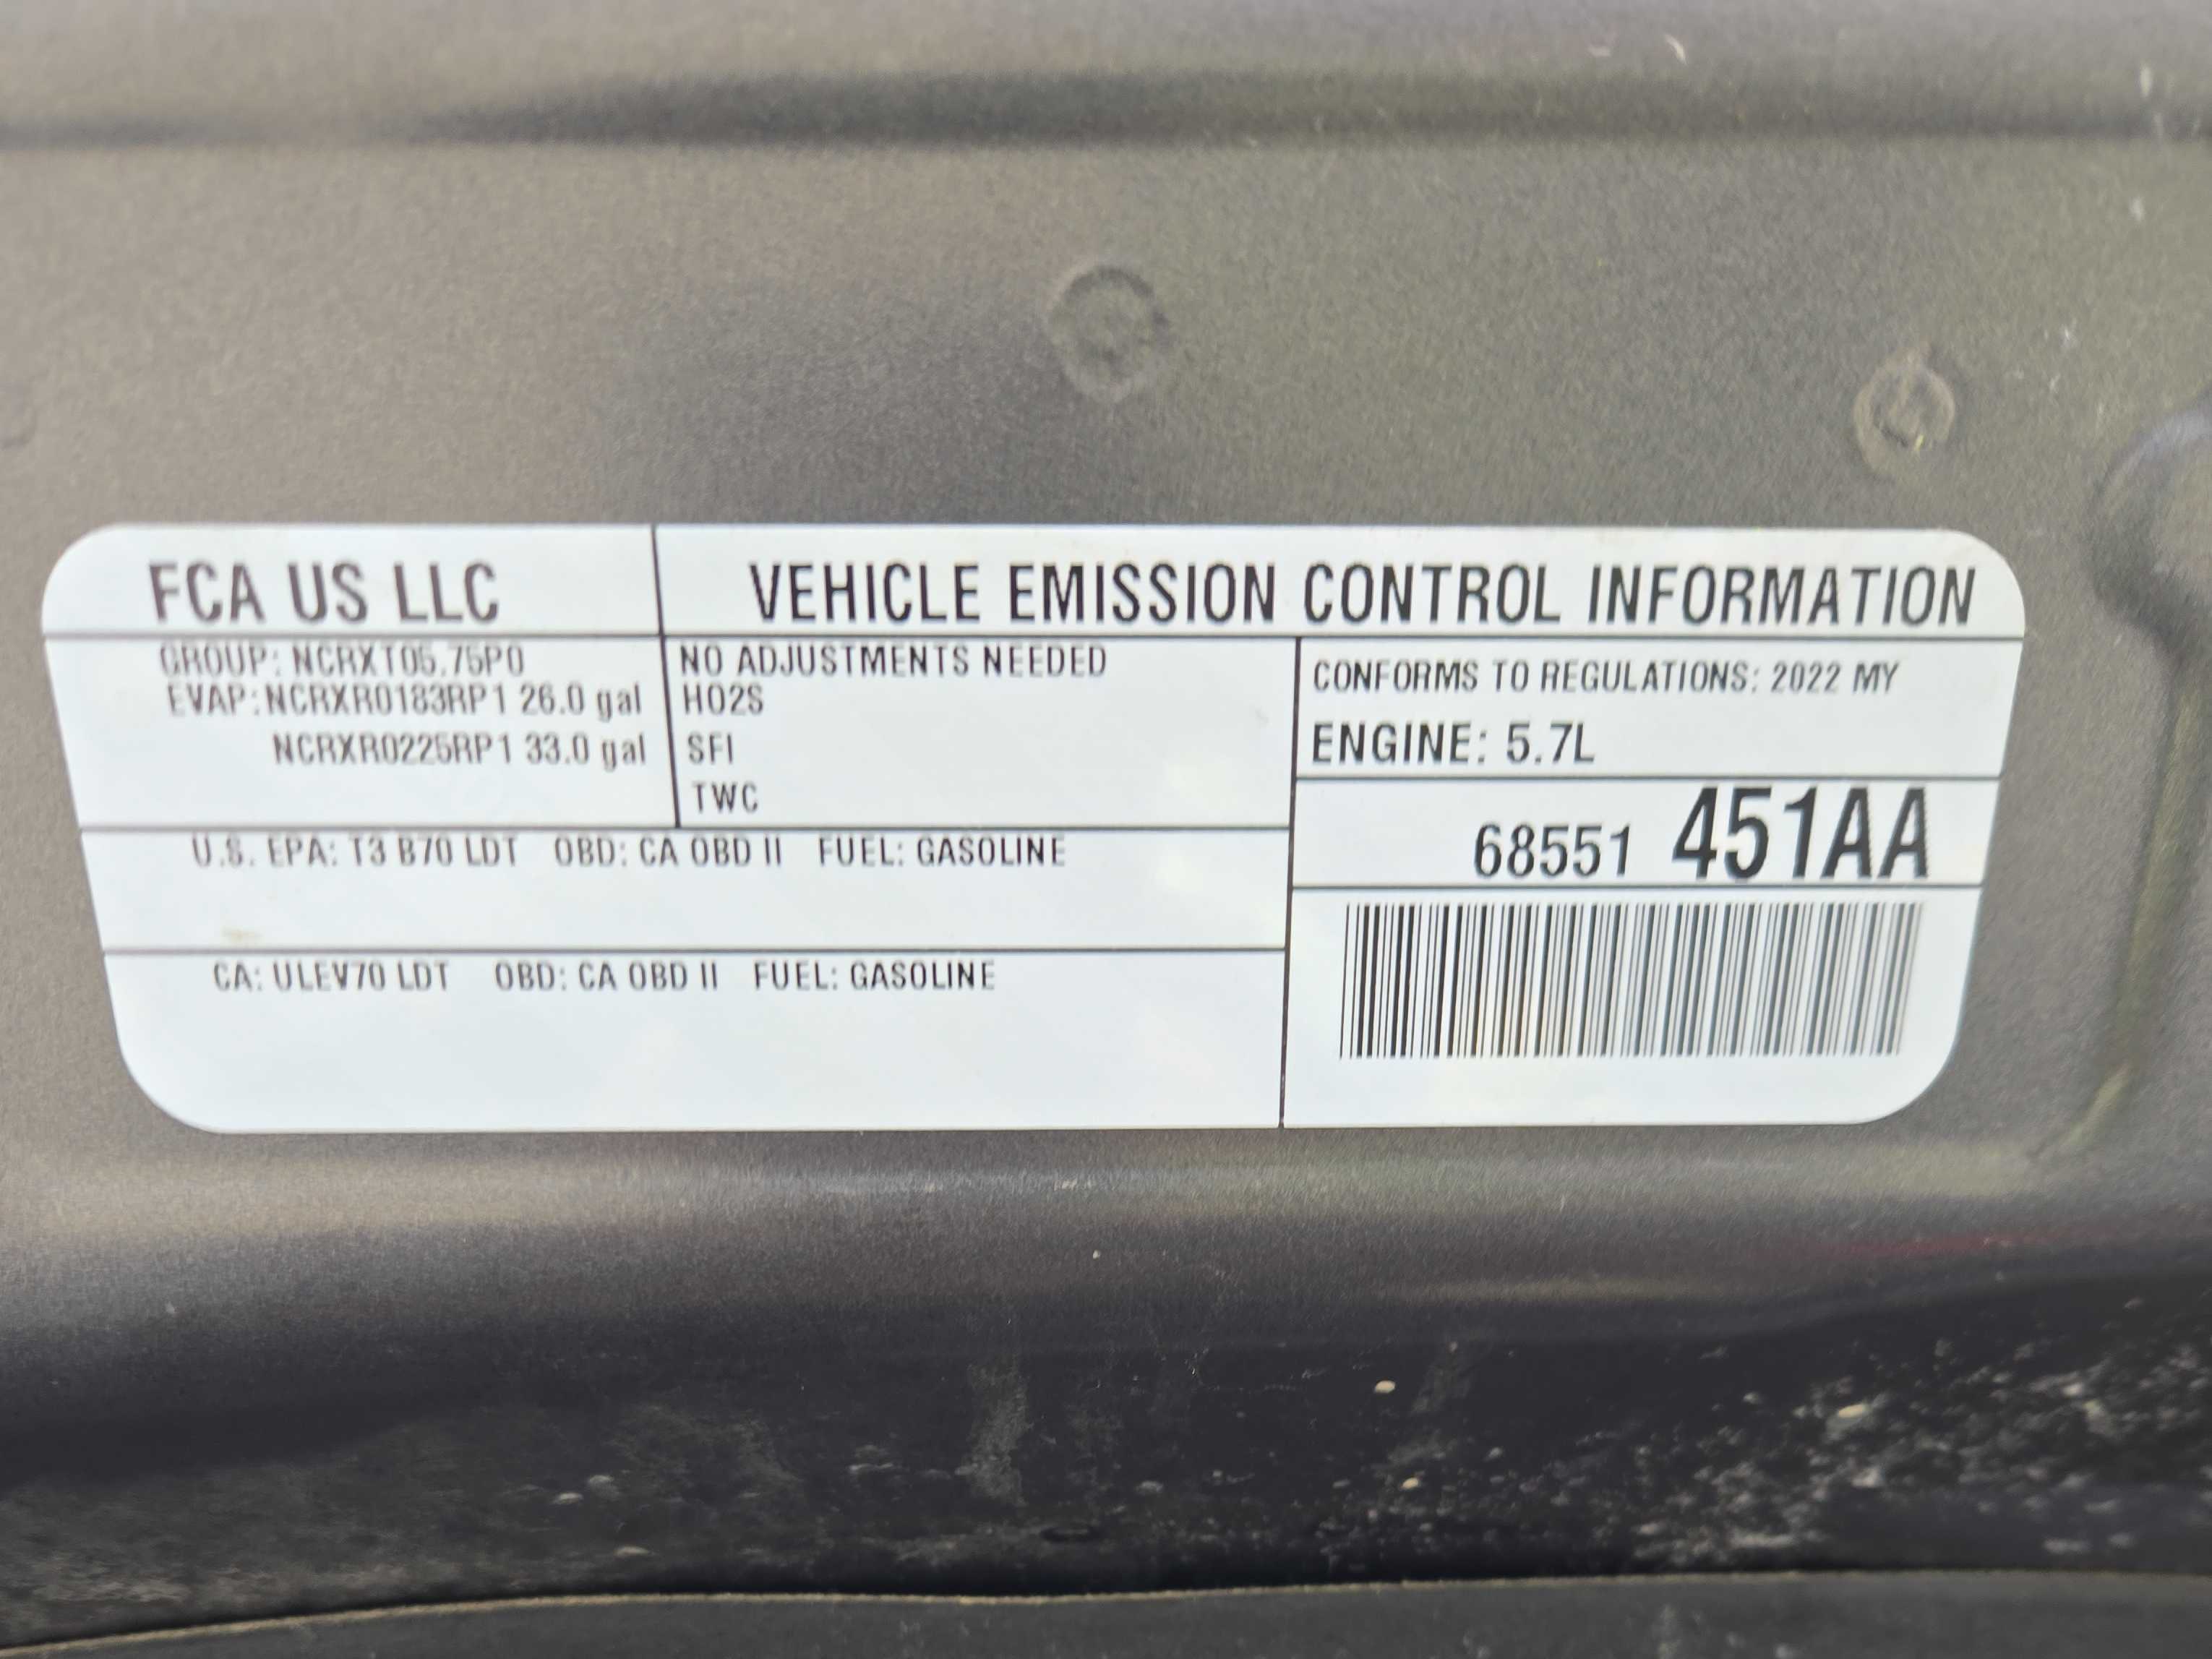 FCA US LLC
VEHICLE EMISSION CONTROL INFORMATION
GROUP: NCRXT05.75P0
EVAP: NCRXR0183RP1 26.0 gal
NCRXR0225RP1 33.0 gal
NO ADJUSTMENTS NEEDED
HO2S
SFI
TWC
CONFORMS TO REGULATIONS: 2022 MY
ENGINE: 5.7L
68551 451AA
U.S. EPA: T3 B70 LDT OBD: CA OBD II FUEL: GASOLINE
CA: ULEV70 LDT OBD: CA OBD II FUEL: GASOLINE